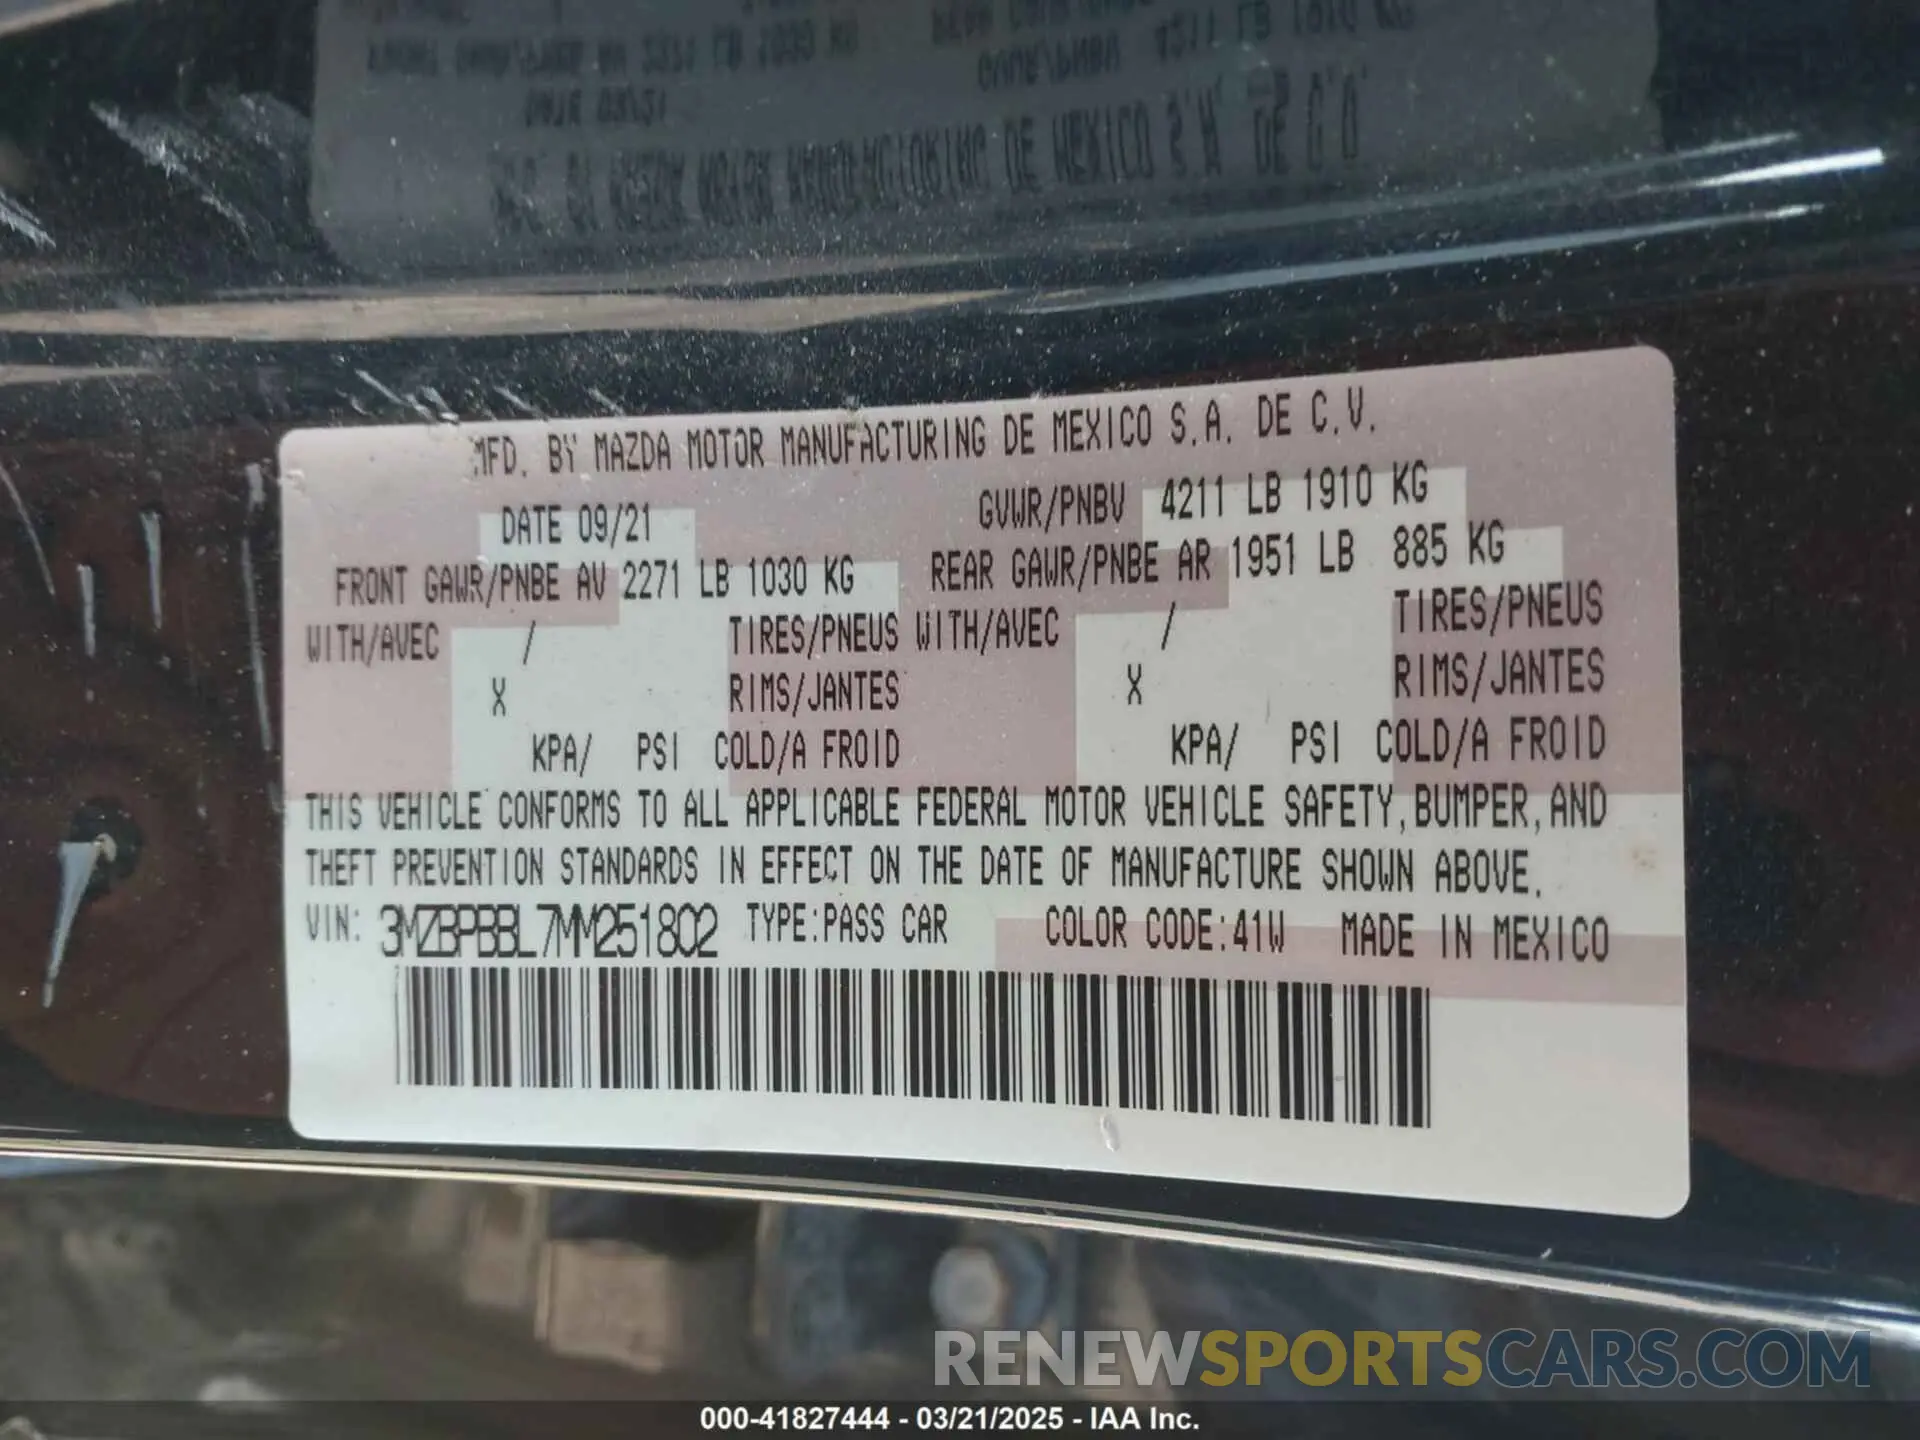 MFD. BY MAZDA MOTOR MANUFACTURING DE MEXICO S.A. DE C.V.
DATE 09/21 GVWR/PNBV 4211 LB 1910 KG
FRONT GAWR/PNBE AV 2271 LB 1030 KG REAR GAWR/PNBE AR 1951 LB 885 KG
WITH/AVEC / TIRES/PNEUS WITH/AVEC / TIRES/PNEUS
X RIMS/JANTES X RIMS/JANTES
KPA/ PSI COLD/A FROID KPA/ PSI COLD/A FROID
THIS VEHICLE CONFORMS TO ALL APPLICABLE FEDERAL MOTOR VEHICLE SAFETY, BUMPER, AND
THEFT PREVENTION STANDARDS IN EFFECT ON THE DATE OF MANUFACTURE SHOWN ABOVE.
VIN: 3MZBPBBL7MM251802 TYPE:PASS CAR COLOR CODE:41W MADE IN MEXICO
RENEWSPORTSCARS.COM
000-41827444 - 03/21/2025 - IAA Inc.